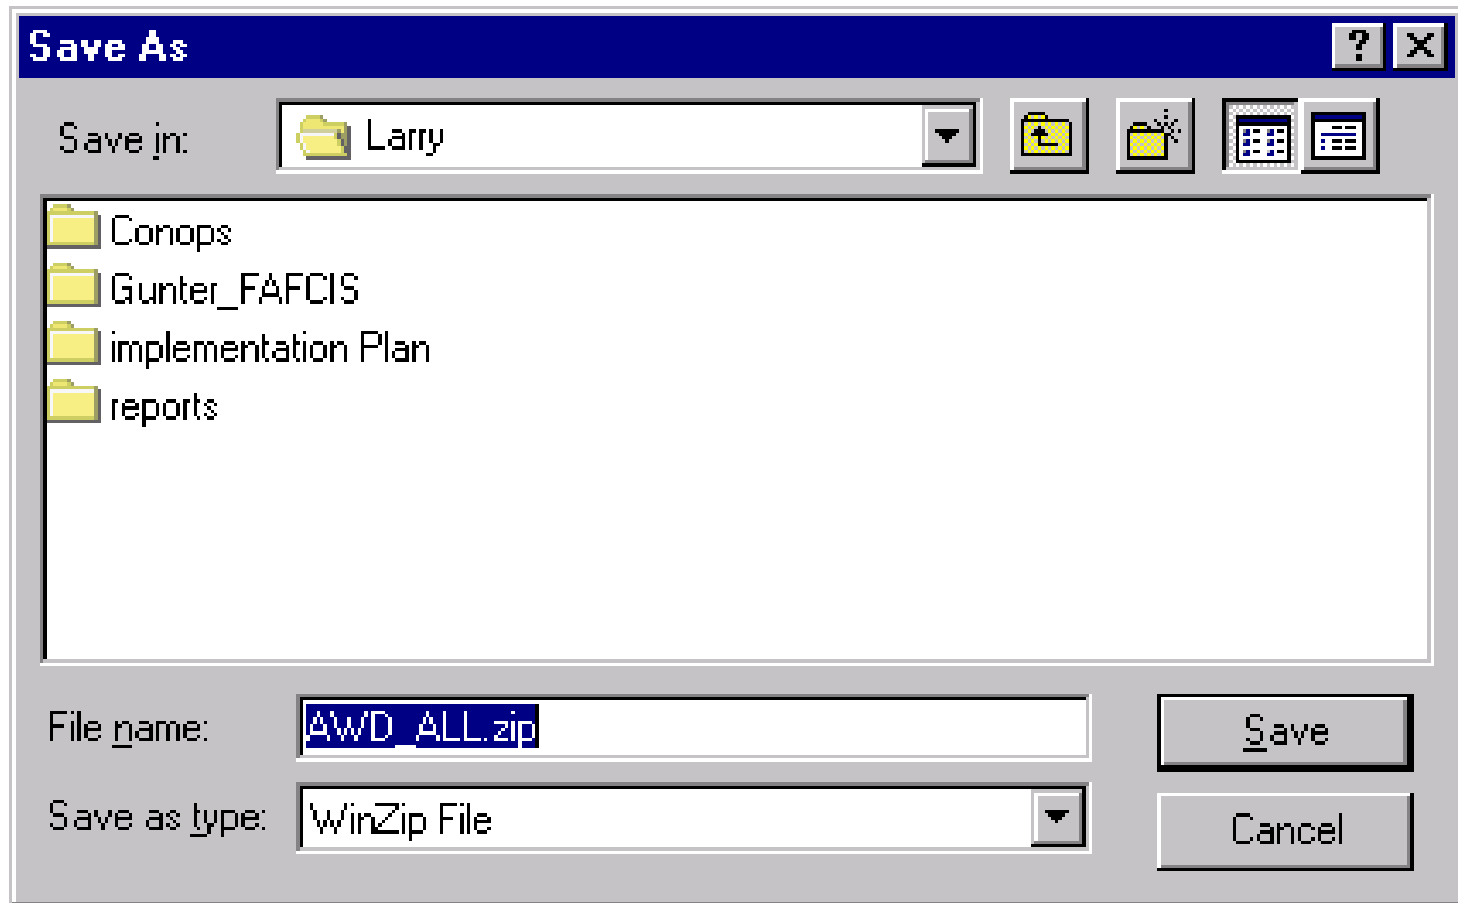 Save As
Save in: Larry
Conops
Gunter_FAFCIS
implementation Plan
reports
File name: AWD_ALL.zip Save
Save as type: WinZip File Cancel